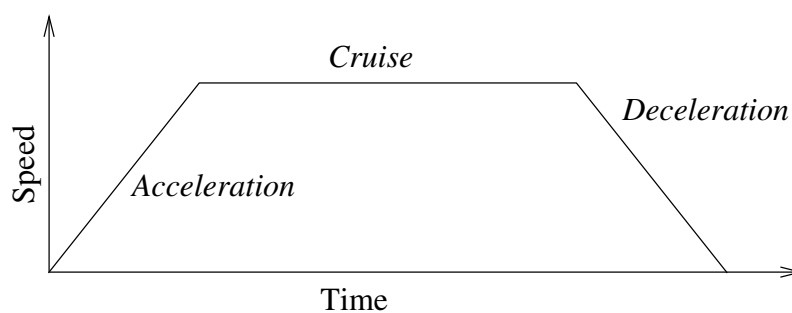 Cruise
Deceleration
Speed
Acceleration
Time